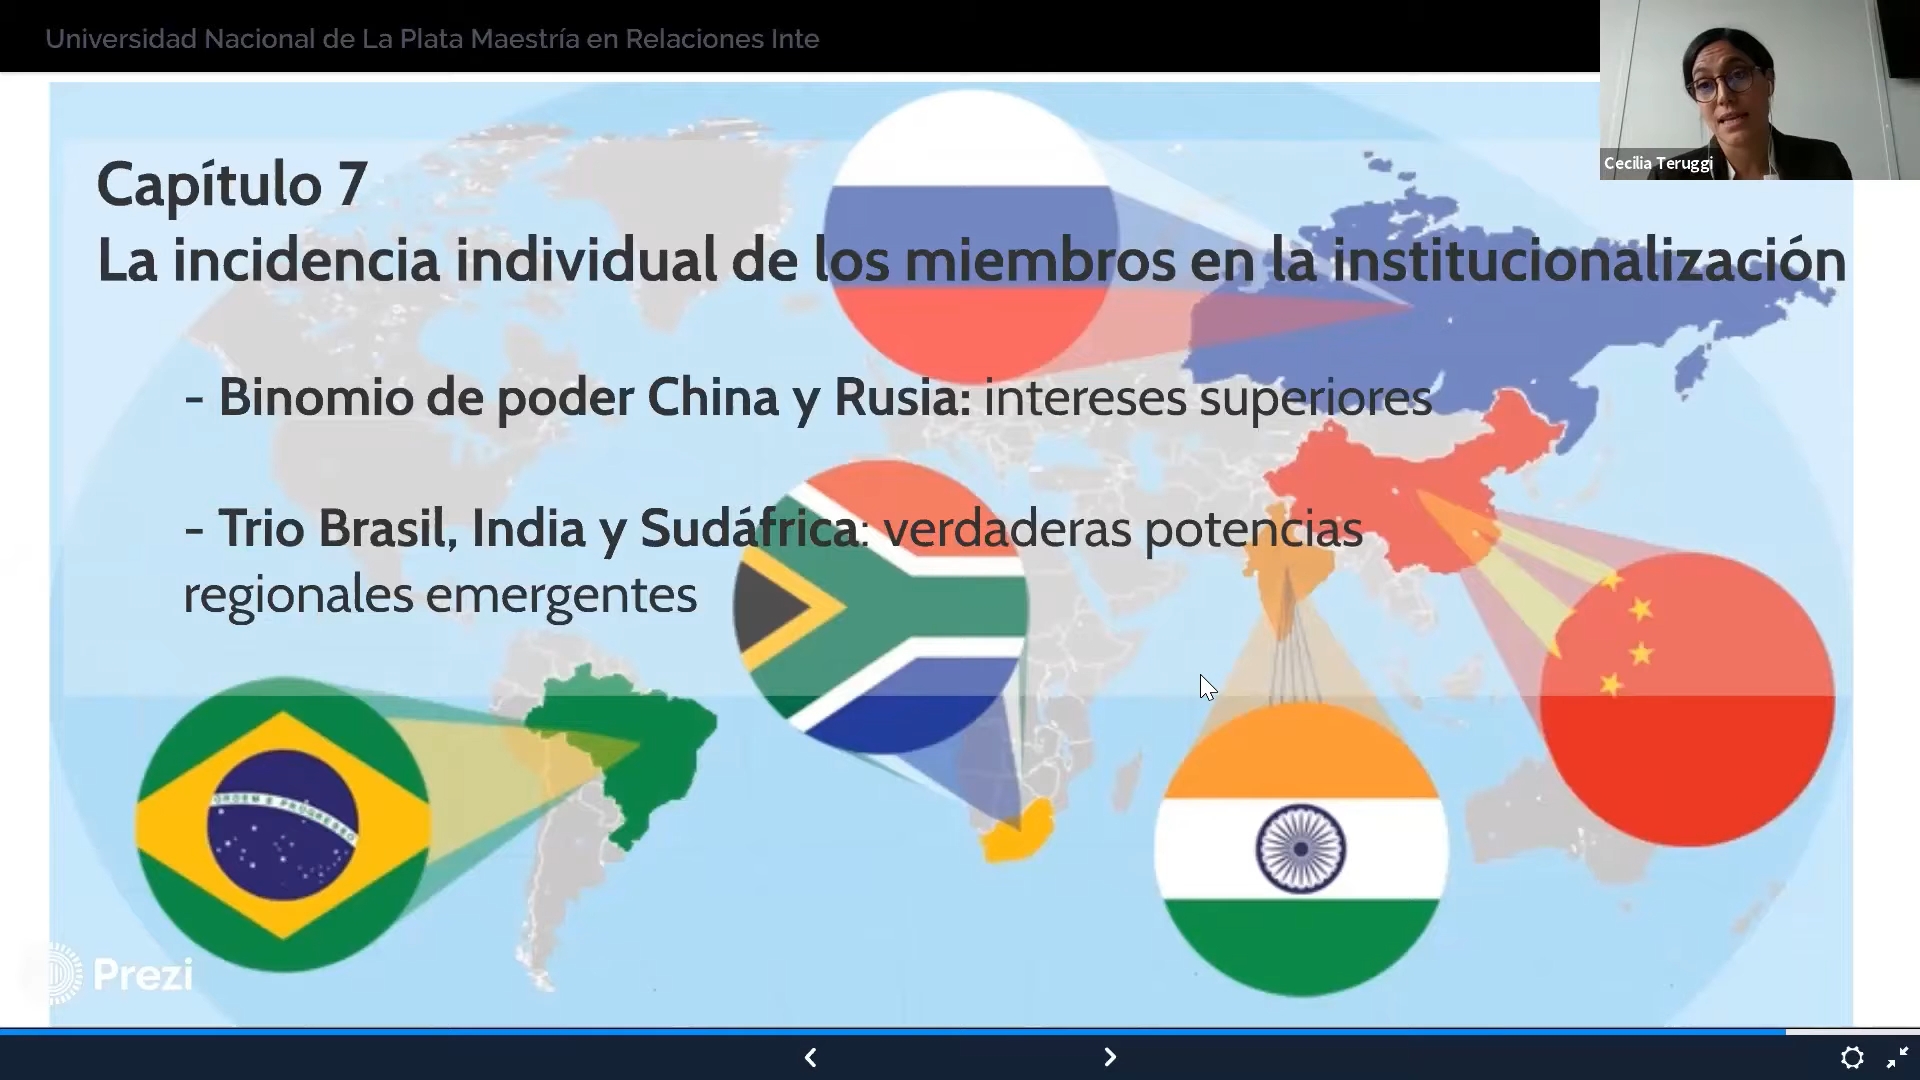 Universidad Nacional de La Plata Maestría en Relaciones Inte
Cecilia Teruggi
Capítulo 7
La incidencia individual de los miembros en la institucionalización
- Binomio de poder China y Rusia: intereses superiores
- Trio Brasil, India y Sudáfrica: verdaderas potencias
regionales emergentes
ORDEM E PROGRESSO
Prezi